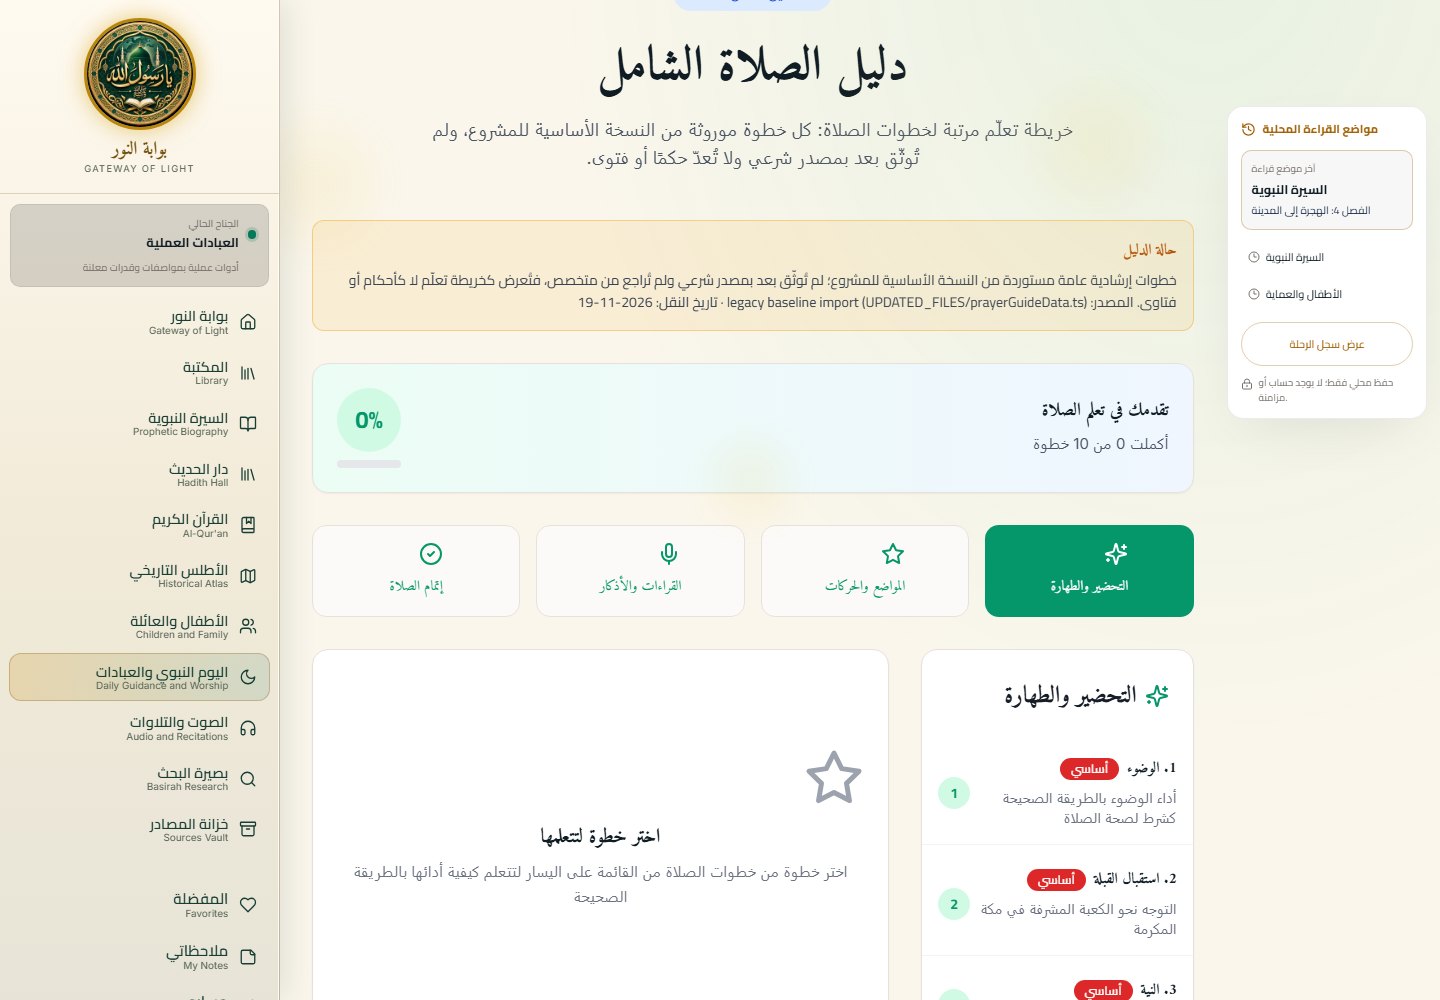 يا رسول الله
بوابة النور
GATEWAY OF LIGHT
الجناح الحالي
العبادات العملية
أدوات عملية بمواصفات وقدرات معلنة
بوابة النور
Gateway of Light
المكتبة
Library
السيرة النبوية
Prophetic Biography
دار الحديث
Hadith Hall
القرآن الكريم
Al-Qur'an
الأطلس التاريخي
Historical Atlas
الأطفال والعائلة
Children and Family
اليوم النبوي والعبادات
Daily Guidance and Worship
الصوت والتلاوات
Audio and Recitations
بصيرة البحث
Basirah Research
خزانة المصادر
Sources Vault
المفضلة
Favorites
ملاحظاتي
My Notes
دليل الصلاة الشامل
خريطة تعلّم مرتبة لخطوات الصلاة: كل خطوة موروثة من النسخة الأساسية للمشروع، ولم
تُوثّق بعد بمصدر شرعي ولا تُعدّ حكمًا أو فتوى.
حالة الدليل
خطوات إرشادية عامة مستوردة من النسخة الأساسية للمشروع؛ لم تُوثّق بعد بمصدر شرعي ولم تُراجع من متخصص، فتُعرض كخريطة تعلّم لا كأحكام أو
فتاوى. المصدر: legacy baseline import (UPDATED_FILES/prayerGuideData.ts) · تاريخ النقل: 2026-11-19
تقدمك في تعلم الصلاة
أكملت 0 من 10 خطوة
0%
التحضير والطهارة
المواضع والحركات
القراءات والأذكار
إتمام الصلاة
التحضير والطهارة
1. الوضوء أساسي
أداء الوضوء بالطريقة الصحيحة
كشرط لصحة الصلاة
1
2. استقبال القبلة أساسي
التوجه نحو الكعبة المشرفة في مكة
المكرمة
2
3. النية أساسي
اختر خطوة لتتعلمها
اختر خطوة من خطوات الصلاة من القائمة على اليسار لتتعلم كيفية أدائها بالطريقة
الصحيحة
مواضع القراءة المحلية
آخر موضع قراءة
السيرة النبوية
الفصل 4: الهجرة إلى المدينة
السيرة النبوية
الأطفال والعماية
عرض سجل الرحلة
حفظ محلي فقط؛ لا يوجد حساب أو
مزامنة.